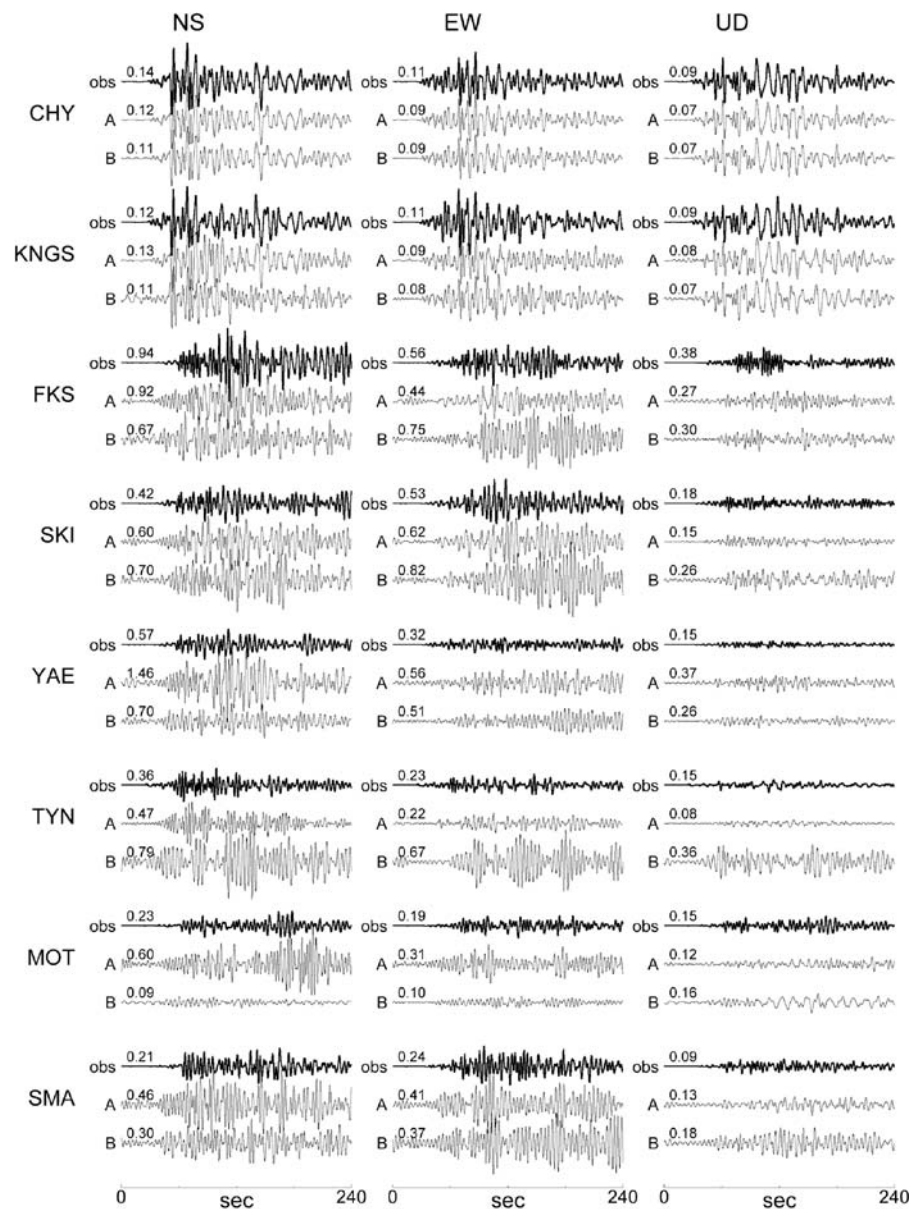 NS EW UD
CHY
obs 0.14 obs 0.11 obs 0.09
A 0.12 A 0.09 A 0.07
B 0.11 B 0.09 B 0.07
KNGS
obs 0.12 obs 0.11 obs 0.09
A 0.13 A 0.09 A 0.08
B 0.11 B 0.08 B 0.07
FKS
obs 0.94 obs 0.56 obs 0.38
A 0.92 A 0.44 A 0.27
B 0.67 B 0.75 B 0.30
SKI
obs 0.42 obs 0.53 obs 0.18
A 0.60 A 0.62 A 0.15
B 0.70 B 0.82 B 0.26
YAE
obs 0.57 obs 0.32 obs 0.15
A 1.46 A 0.56 A 0.37
B 0.70 B 0.51 B 0.26
TYN
obs 0.36 obs 0.23 obs 0.15
A 0.47 A 0.22 A 0.08
B 0.79 B 0.67 B 0.36
MOT
obs 0.23 obs 0.19 obs 0.15
A 0.60 A 0.31 A 0.12
B 0.09 B 0.10 B 0.16
SMA
obs 0.21 obs 0.24 obs 0.09
A 0.46 A 0.41 A 0.13
B 0.30 B 0.37 B 0.18
0 sec 240 0 sec 240 0 sec 240